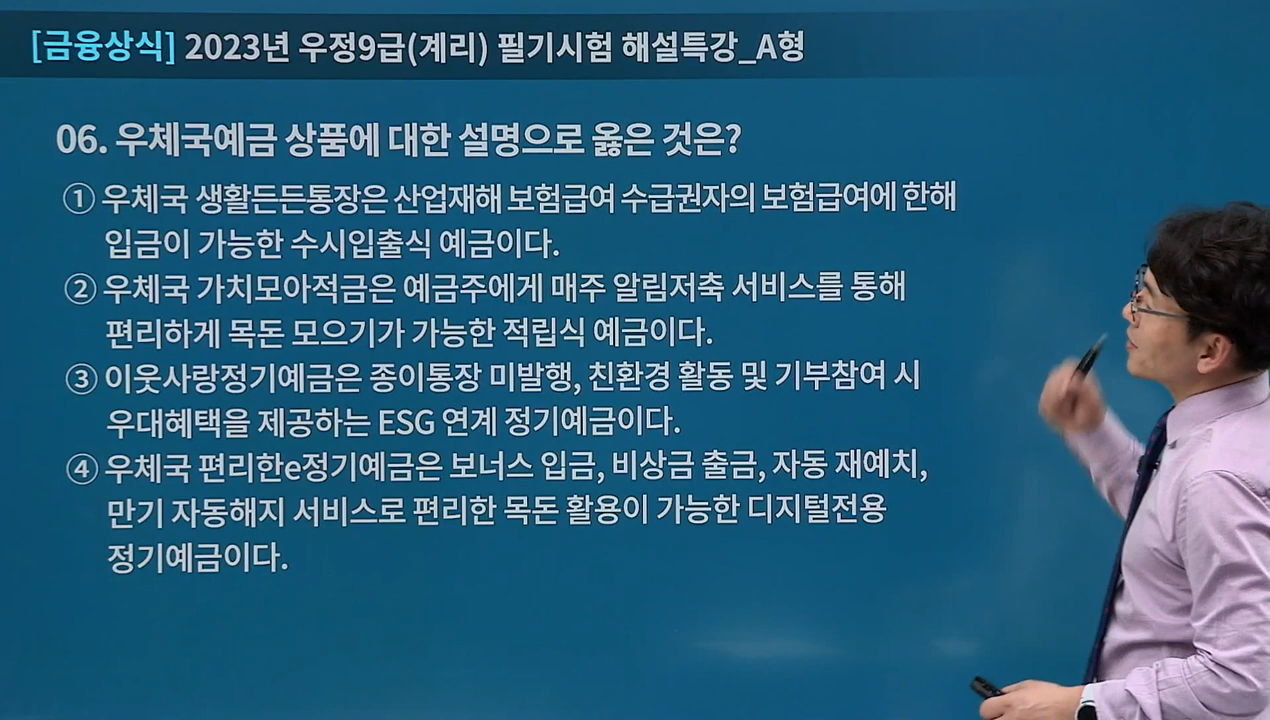 [금융상식] 2023년 우정9급(계리) 필기시험 해설특강_A형
06. 우체국예금 상품에 대한 설명으로 옳은 것은?
① 우체국 생활든든통장은 산업재해 보험급여 수급권자의 보험급여에 한해
입금이 가능한 수시입출식 예금이다.
② 우체국 가치모아적금은 예금주에게 매주 알림저축 서비스를 통해
편리하게 목돈 모으기가 가능한 적립식 예금이다.
③ 이웃사랑정기예금은 종이통장 미발행, 친환경 활동 및 기부참여 시
우대혜택을 제공하는 ESG 연계 정기예금이다.
④ 우체국 편리한e정기예금은 보너스 입금, 비상금 출금, 자동 재예치,
만기 자동해지 서비스로 편리한 목돈 활용이 가능한 디지털전용
정기예금이다.